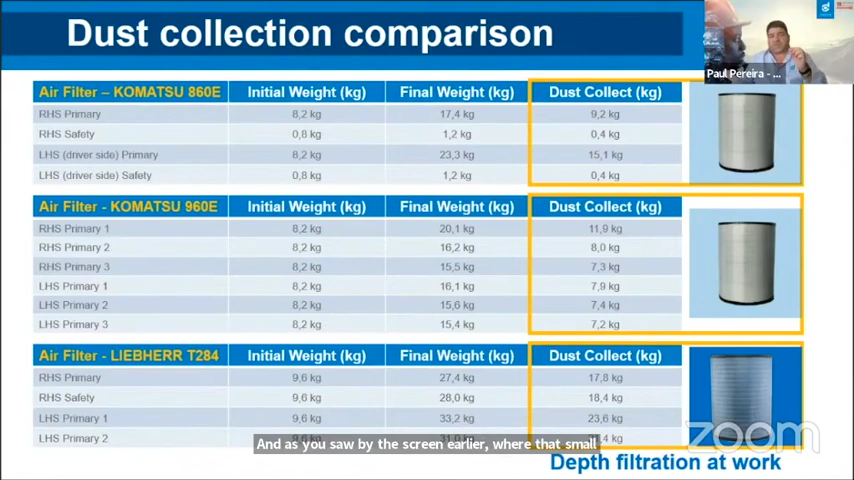 Dust collection comparison
Paul Pereira - ...
Air Filter – KOMATSU 860E Initial Weight (kg) Final Weight (kg) Dust Collect (kg)
RHS Primary 8,2 kg 17,4 kg 9,2 kg
RHS Safety 0,8 kg 1,2 kg 0,4 kg
LHS (driver side) Primary 8,2 kg 23,3 kg 15,1 kg
LHS (driver side) Safety 0,8 kg 1,2 kg 0,4 kg
Air Filter - KOMATSU 960E Initial Weight (kg) Final Weight (kg) Dust Collect (kg)
RHS Primary 1 8,2 kg 20,1 kg 11,9 kg
RHS Primary 2 8,2 kg 16,2 kg 8,0 kg
RHS Primary 3 8,2 kg 15,5 kg 7,3 kg
LHS Primary 1 8,2 kg 16,1 kg 7,9 kg
LHS Primary 2 8,2 kg 15,6 kg 7,4 kg
LHS Primary 3 8,2 kg 15,4 kg 7,2 kg
Air Filter - LIEBHERR T284 Initial Weight (kg) Final Weight (kg) Dust Collect (kg)
RHS Primary 9,6 kg 27,4 kg 17,8 kg
RHS Safety 9,6 kg 28,0 kg 18,4 kg
LHS Primary 1 9,6 kg 33,2 kg 23,6 kg
LHS Primary 2
And as you saw by the screen earlier, where that small
zoom
Depth filtration at work